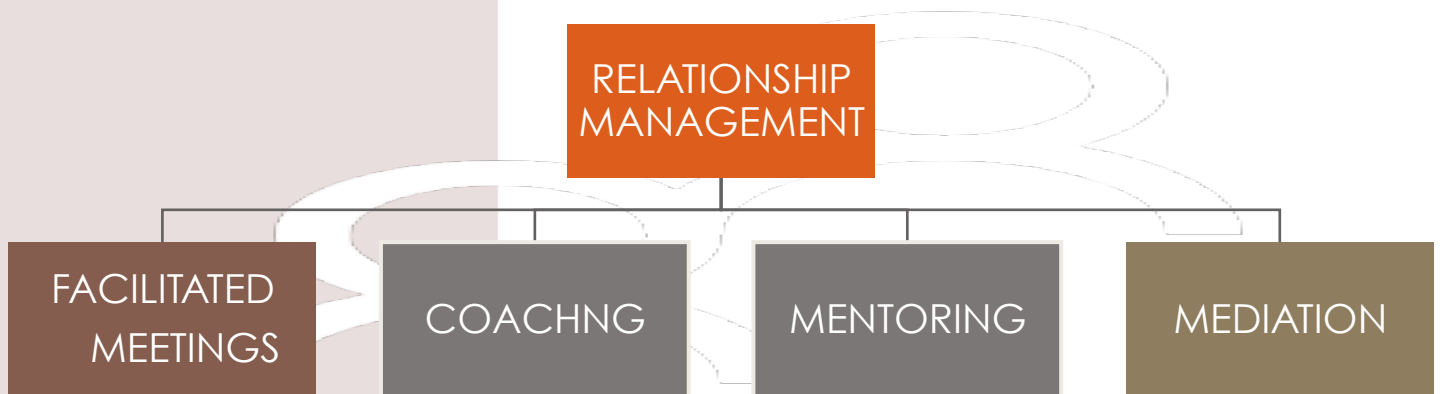 RELATIONSHIP
MANAGEMENT
FACILITATED
MEETINGS
COACHNG
MENTORING
MEDIATION